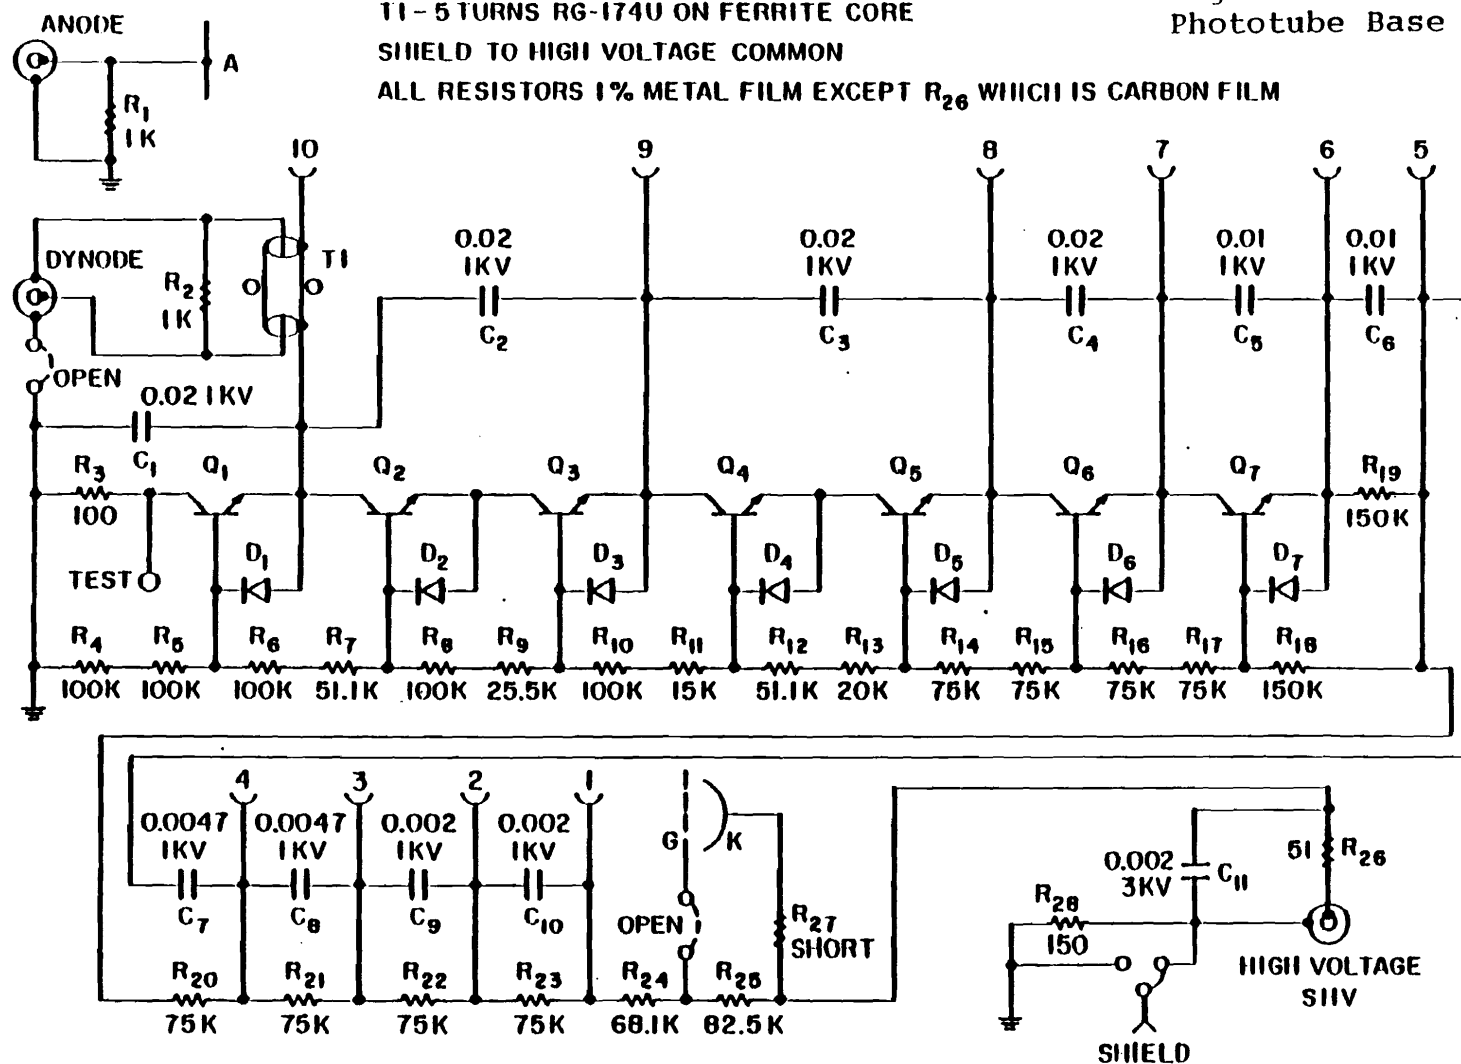 T1-5 TURNS RG-174U ON FERRITE CORE
Phototube Base
SHIELD TO HIGH VOLTAGE COMMON
ALL RESISTORS 1% METAL FILM EXCEPT R26 WHICH IS CARBON FILM
ANODE
A
R1
1K
10 9 8 7 6 5
DYNODE
R2
1K
T1
OPEN
0.02 1KV
C1
0.02
1KV
C2
0.02
1KV
C3
0.02
1KV
C4
0.01
1KV
C5
0.01
1KV
C6
R3
100
Q1 Q2 Q3 Q4 Q5 Q6 Q7
R19
150K
TEST
D1 D2 D3 D4 D5 D6 D7
R4 R5 R6 R7 R8 R9 R10 R11 R12 R13 R14 R15 R16 R17 R18
100K 100K 100K 51.1K 100K 25.5K 100K 15K 51.1K 20K 75K 75K 75K 75K 150K
4 3 2 1
0.0047 0.0047 0.002 0.002
1KV 1KV 1KV 1KV
C7 C8 C9 C10
G K
OPEN
R27
SHORT
R20 R21 R22 R23 R24 R25
75K 75K 75K 75K 68.1K 82.5K
0.002
3KV
C11
51 R26
R28
150
HIGH VOLTAGE
SHV
SHIELD